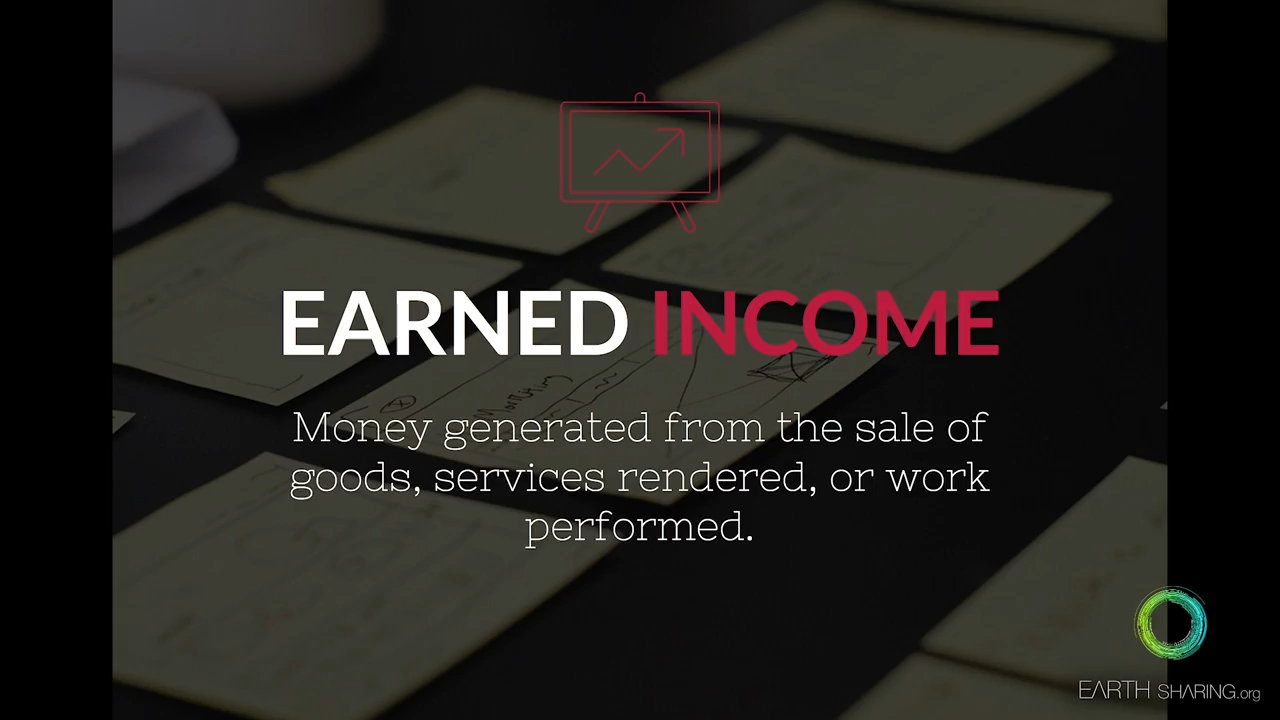 EARNED INCOME
Money generated from the sale of
goods, services rendered, or work
performed.
EARTH SHARING.org